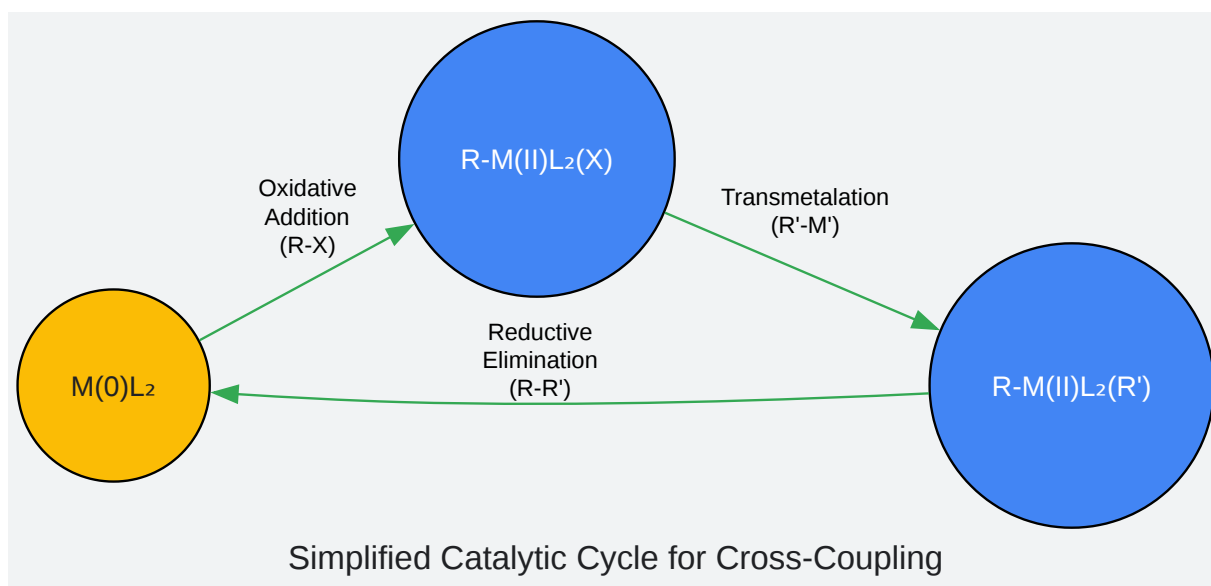 R-M(II)L₂(X)
Oxidative
Addition
(R-X)
Transmetalation
(R'-M')
Reductive
Elimination
(R-R')
M(0)L₂
R-M(II)L₂(R')
Simplified Catalytic Cycle for Cross-Coupling